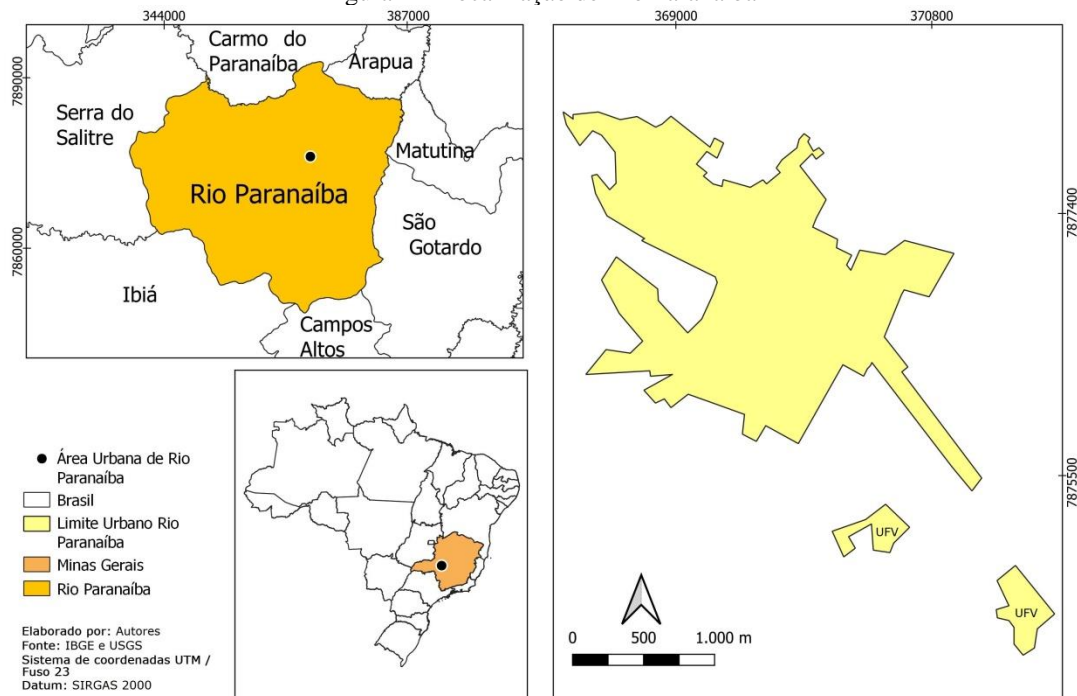 344000
387000
7890000
7860000
Carmo do
Paranaíba
Arapua
Serra do
Salitre
Matutina
Rio Paranaíba
São
Gotardo
Ibiá
Campos
Altos
369000
370800
7877400
7875500
UFV
UFV
0 500 1.000 m
Área Urbana de Rio
Paranaíba
Brasil
Limite Urbano Rio
Paranaíba
Minas Gerais
Rio Paranaíba
Elaborado por: Autores
Fonte: IBGE e USGS
Sistema de coordenadas UTM /
Fuso 23
Datum: SIRGAS 2000